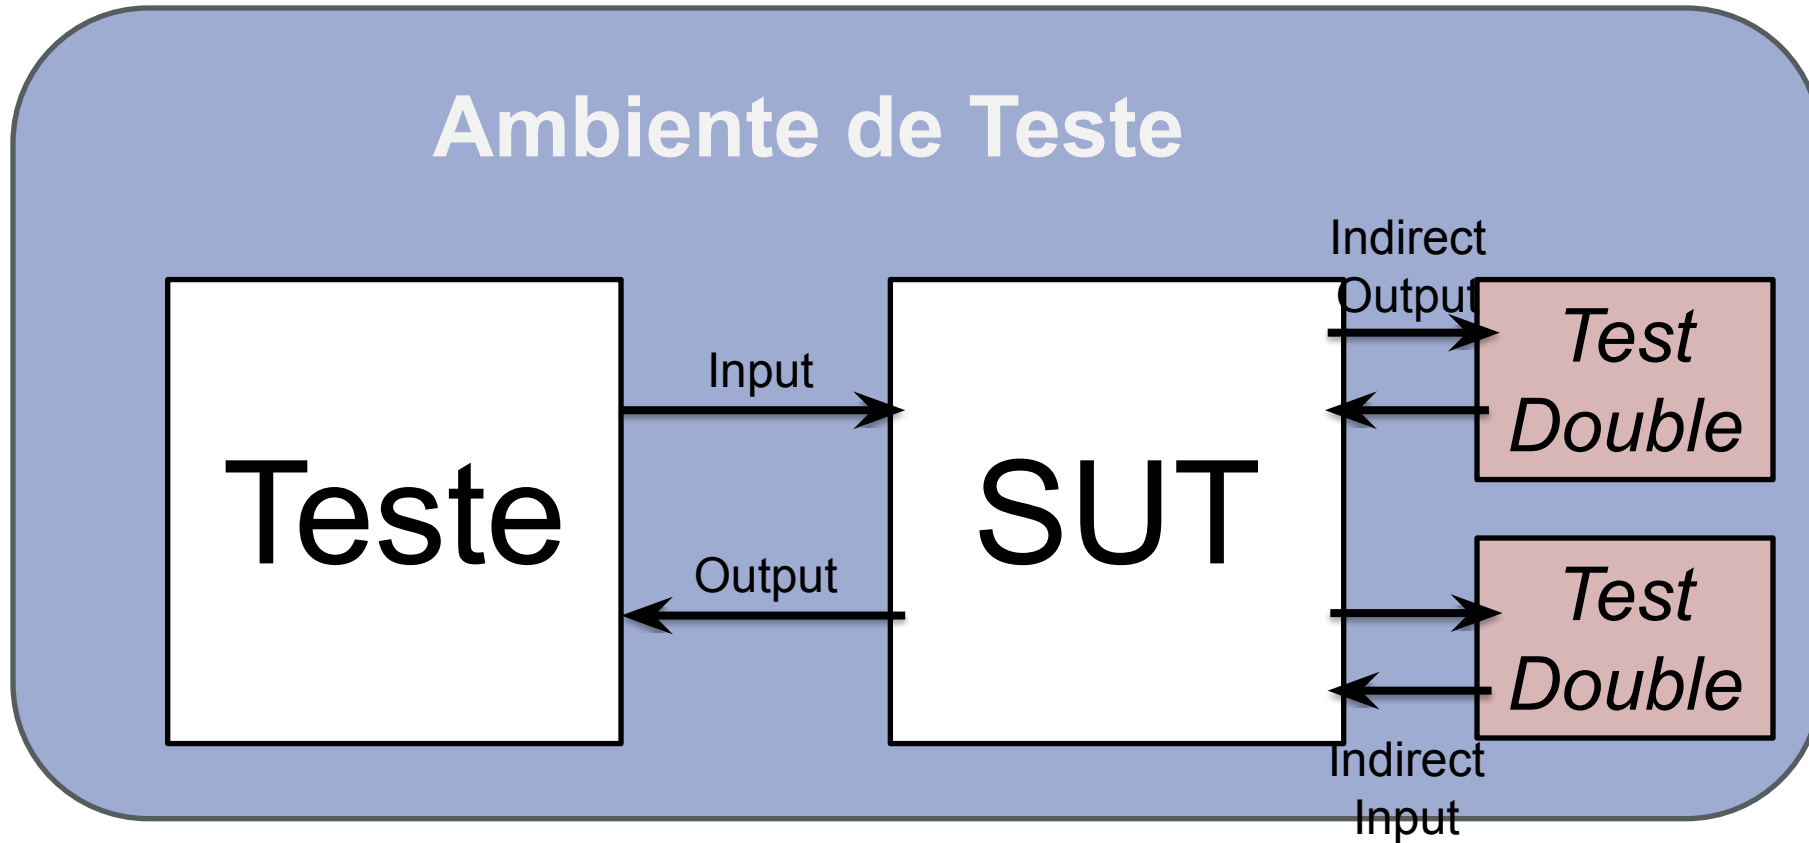 Ambiente de Teste
Indirect
Output
Test
Double
Input
Teste
SUT
Output
Test
Double
Indirect
Input